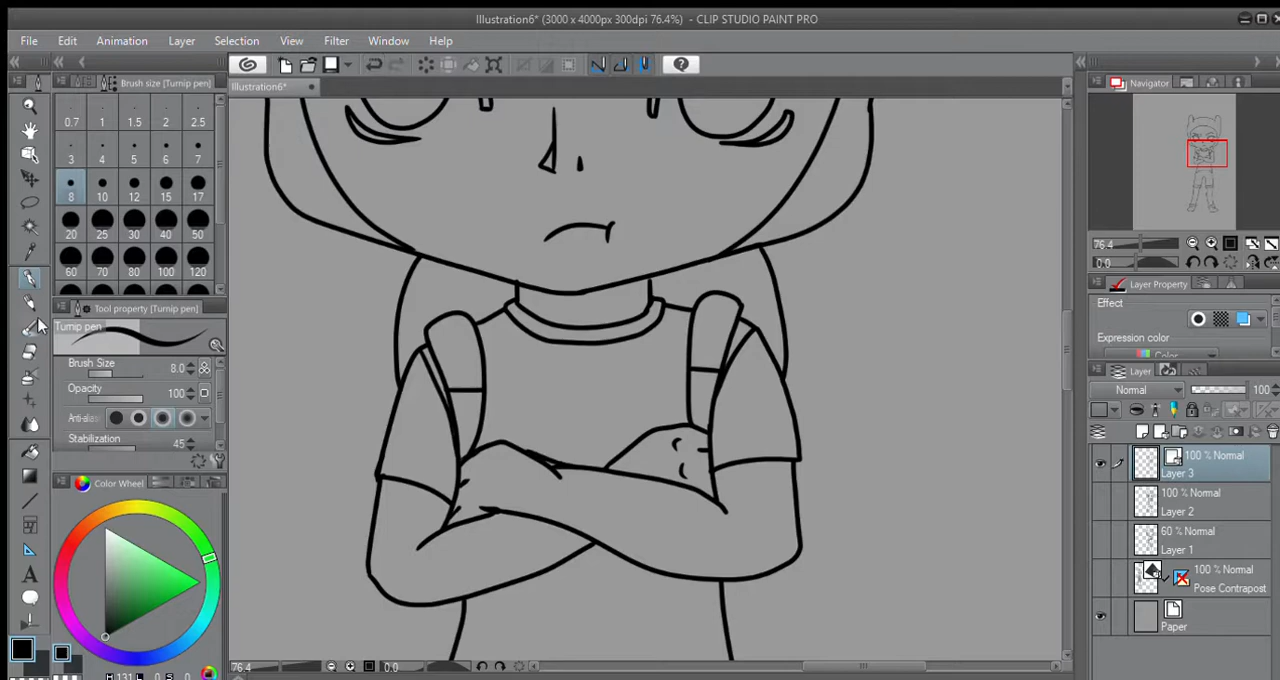 Illustration6* (3000 x 4000px 300dpi 76.4%) - CLIP STUDIO PAINT PRO
File Edit Animation Layer Selection View Filter Window Help
Brush size [Turnip pen]
Illustration6*
Navigator
0.7 1 1.5 2 2.5
3 4 5 6 7
8 10 12 15 17
20 25 30 40 50
60 70 80 100 120
76.4
0.0
Tool property [Turnip pen]
Turnip pen
Brush Size 8.0
Opacity 100
Anti-alias
Stabilization 45
Color Wheel
H 131 L 0 S 0
76.4 0.0
Layer Property
Effect
Expression color
Color
Layer
Normal 100
100 % Normal
Layer 3
100 % Normal
Layer 2
60 % Normal
Layer 1
100 % Normal
Pose Contrapost
Paper